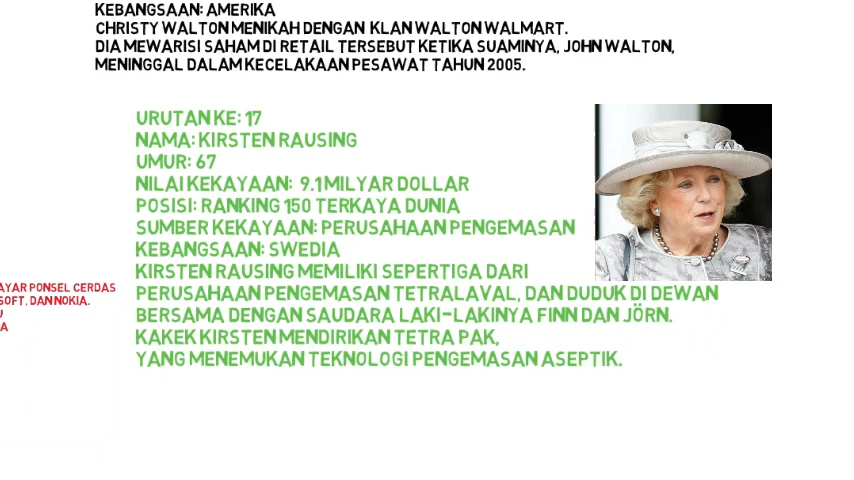 KEBANGSAAN: AMERIKA
CHRISTY WALTON MENIKAH DENGAN KLAN WALTON WALMART.
DIA MEWARISI SAHAM DI RETAIL TERSEBUT KETIKA SUAMINYA, JOHN WALTON,
MENINGGAL DALAM KECELAKAAN PESAWAT TAHUN 2005.
URUTAN KE: 17
NAMA: KIRSTEN RAUSING
UMUR: 67
NILAI KEKAYAAN: 9.1 MILYAR DOLLAR
POSISI: RANKING 150 TERKAYA DUNIA
SUMBER KEKAYAAN: PERUSAHAAN PENGEMASAN
KEBANGSAAN: SWEDIA
KIRSTEN RAUSING MEMILIKI SEPERTIGA DARI
PERUSAHAAN PENGEMASAN TETRALAVAL, DAN DUDUK DI DEWAN
BERSAMA DENGAN SAUDARA LAKI-LAKINYA FINN DAN JÖRN.
KAKEK KIRSTEN MENDIRIKAN TETRA PAK,
YANG MENEMUKAN TEKNOLOGI PENGEMASAN ASEPTIK.
AYAR PONSEL CERDAS
SOFT, DAN NOKIA.
U
A